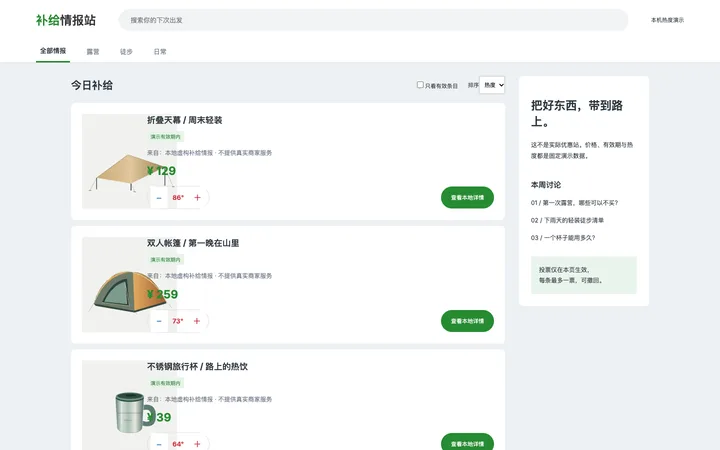 补给情报站
搜索你的下次出发
本机热度演示
全部情报
露营
徒步
日常
今日补给
只看有效条目
排序
热度
折叠天幕 / 周末轻装
演示有效期内
来自：本地虚构补给情报 · 不提供真实商家服务
¥ 129
− 86° +
查看本地详情
双人帐篷 / 第一晚在山里
演示有效期内
来自：本地虚构补给情报 · 不提供真实商家服务
¥ 259
− 73° +
查看本地详情
不锈钢旅行杯 / 路上的热饮
演示有效期内
来自：本地虚构补给情报 · 不提供真实商家服务
¥ 39
− 64° +
查看本地详情
把好东西，带到路
上。
这不是实际优惠站，价格、有效期与热
度都是固定演示数据。
本周讨论
01 / 第一次露营，哪些可以不买?
02 / 下雨天的轻装徒步清单
03 / 一个杯子能用多久?
投票仅在本页生效。
每条最多一票，可撤回。